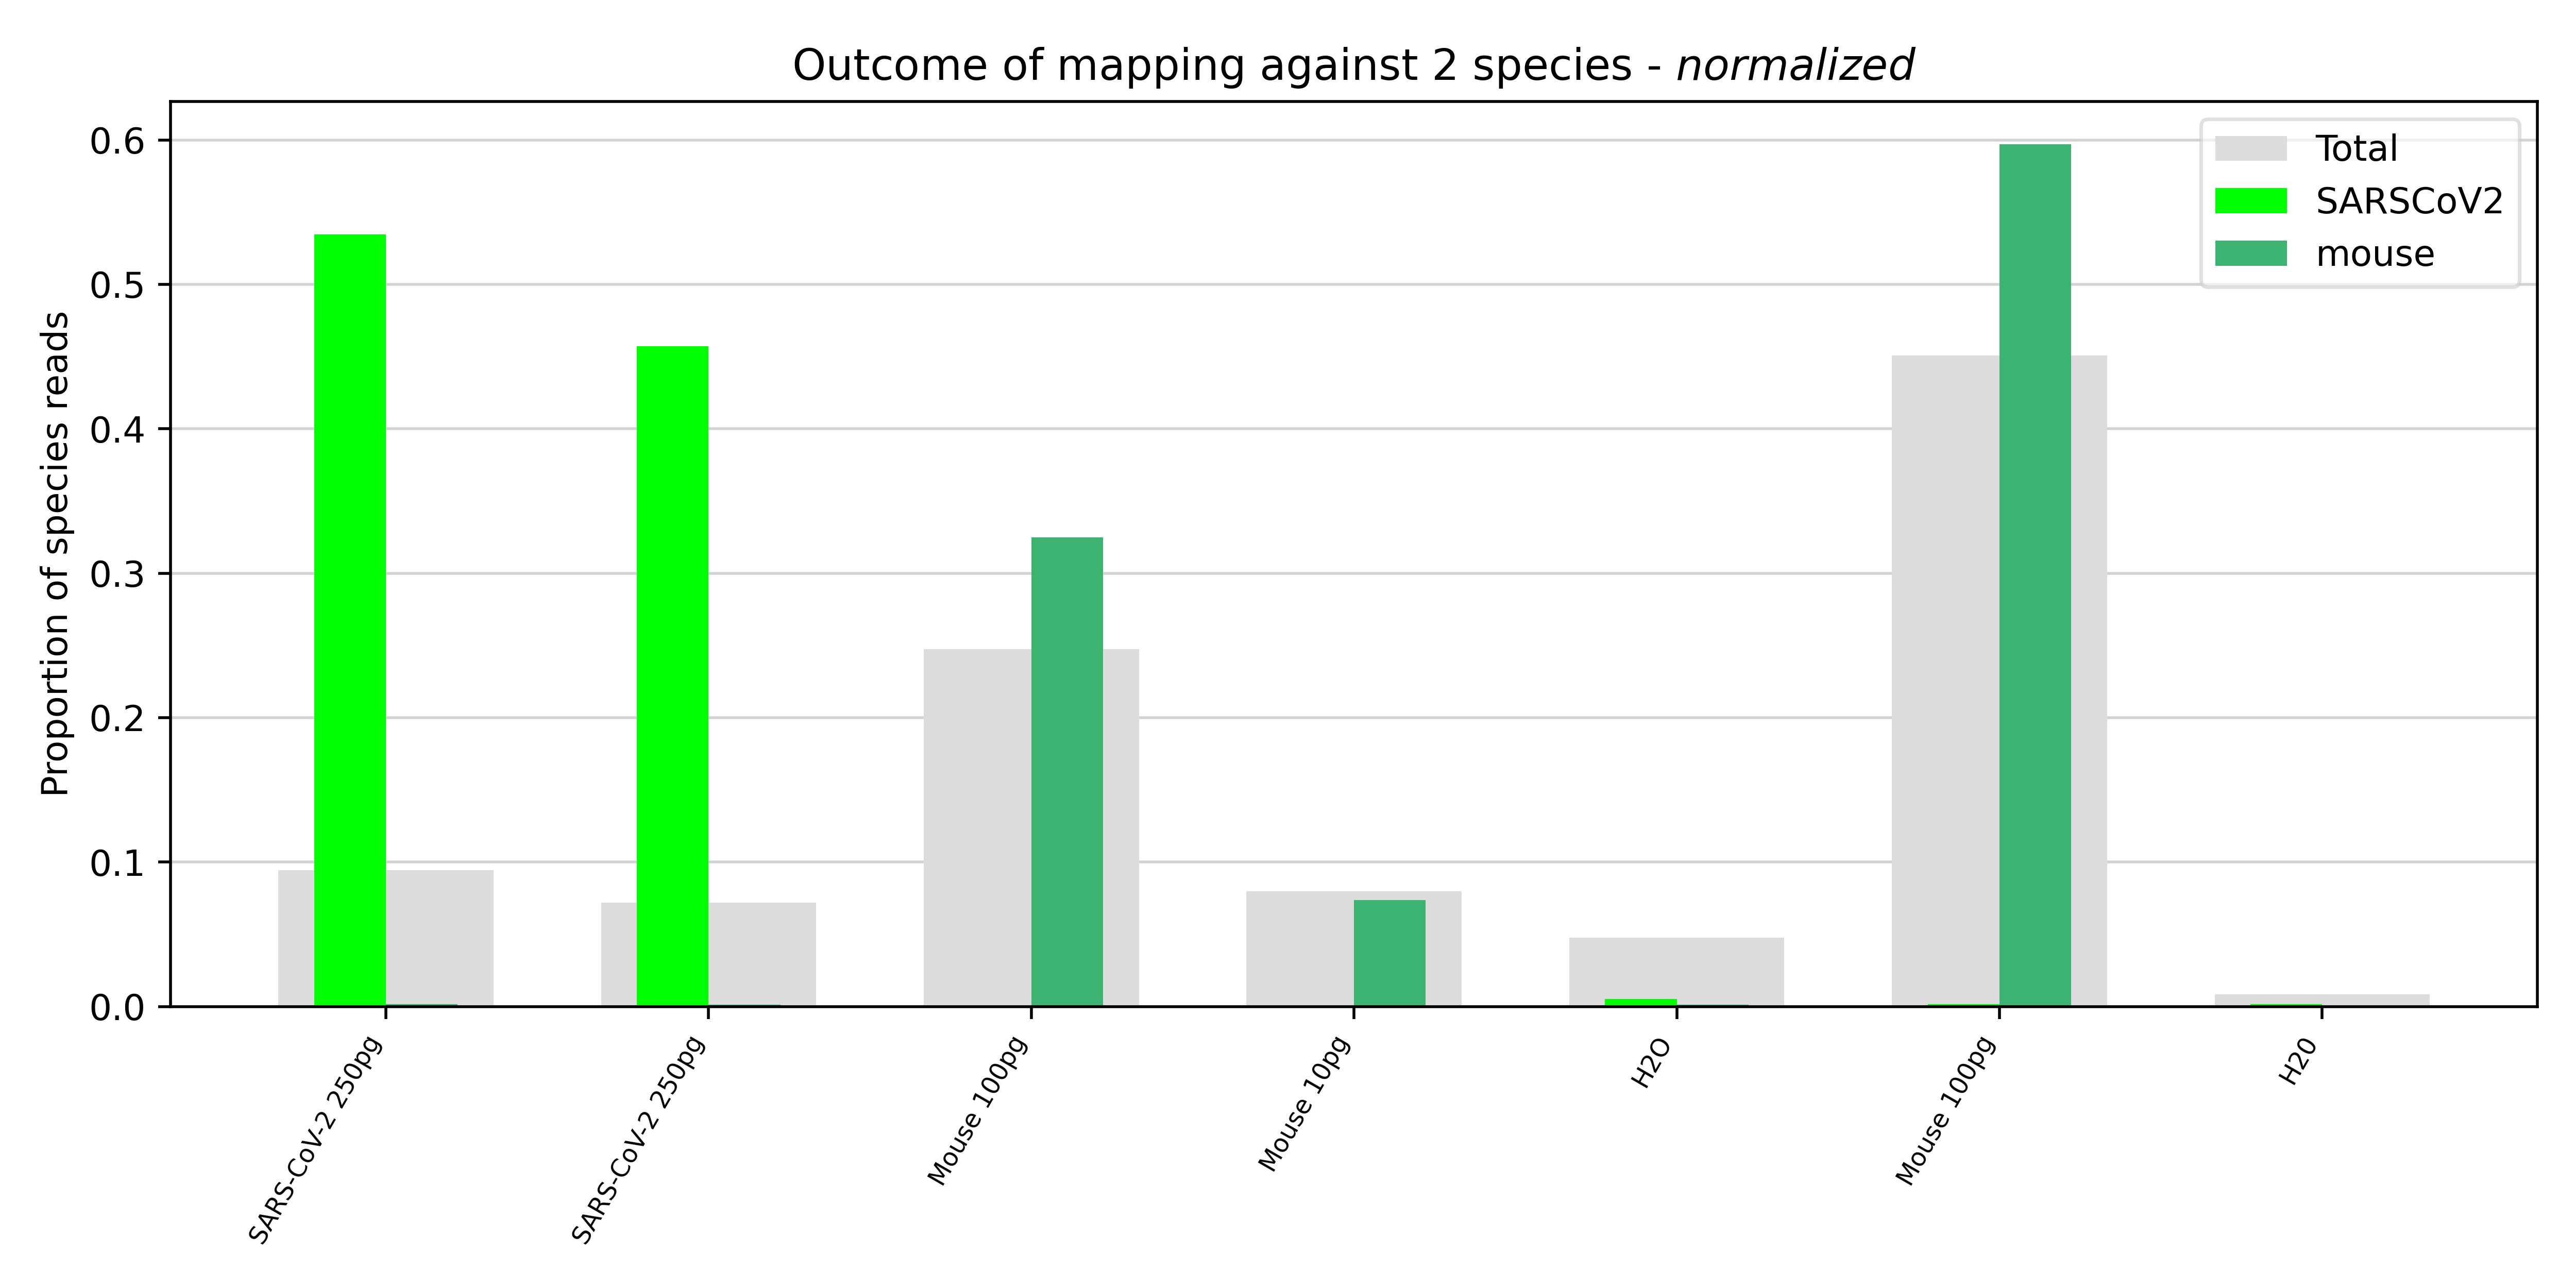 Outcome of mapping against 2 species - normalized
Proportion of species reads
0.6
0.5
0.4
0.3
0.2
0.1
0.0
Total
SARSCoV2
mouse
SARS-CoV-2 250pg
SARS-CoV-2 250pg
Mouse 100pg
Mouse 10pg
H2O
Mouse 100pg
H20